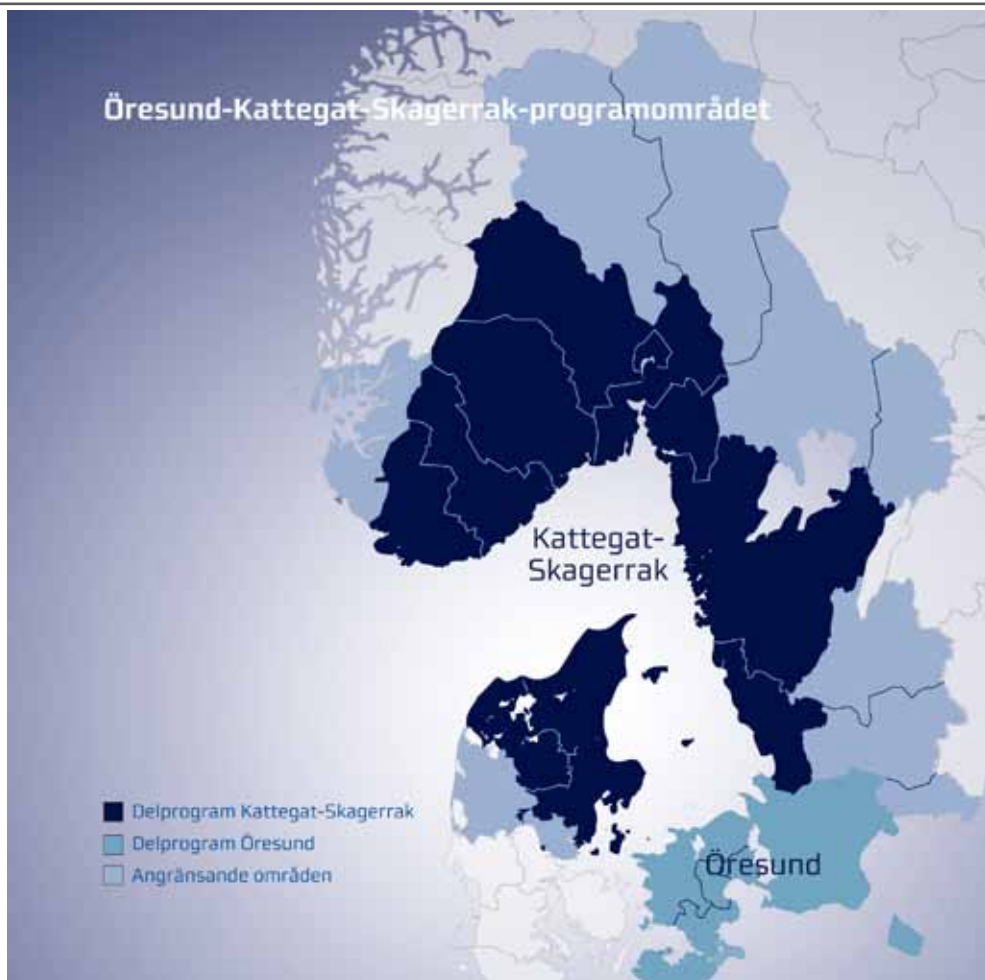 Öresund-Kattegat-Skagerrak-programområdet
Kattegat-
Skagerrak
Delprogram Kattegat-Skagerrak
Delprogram Öresund
Angränsande områden
Öresund